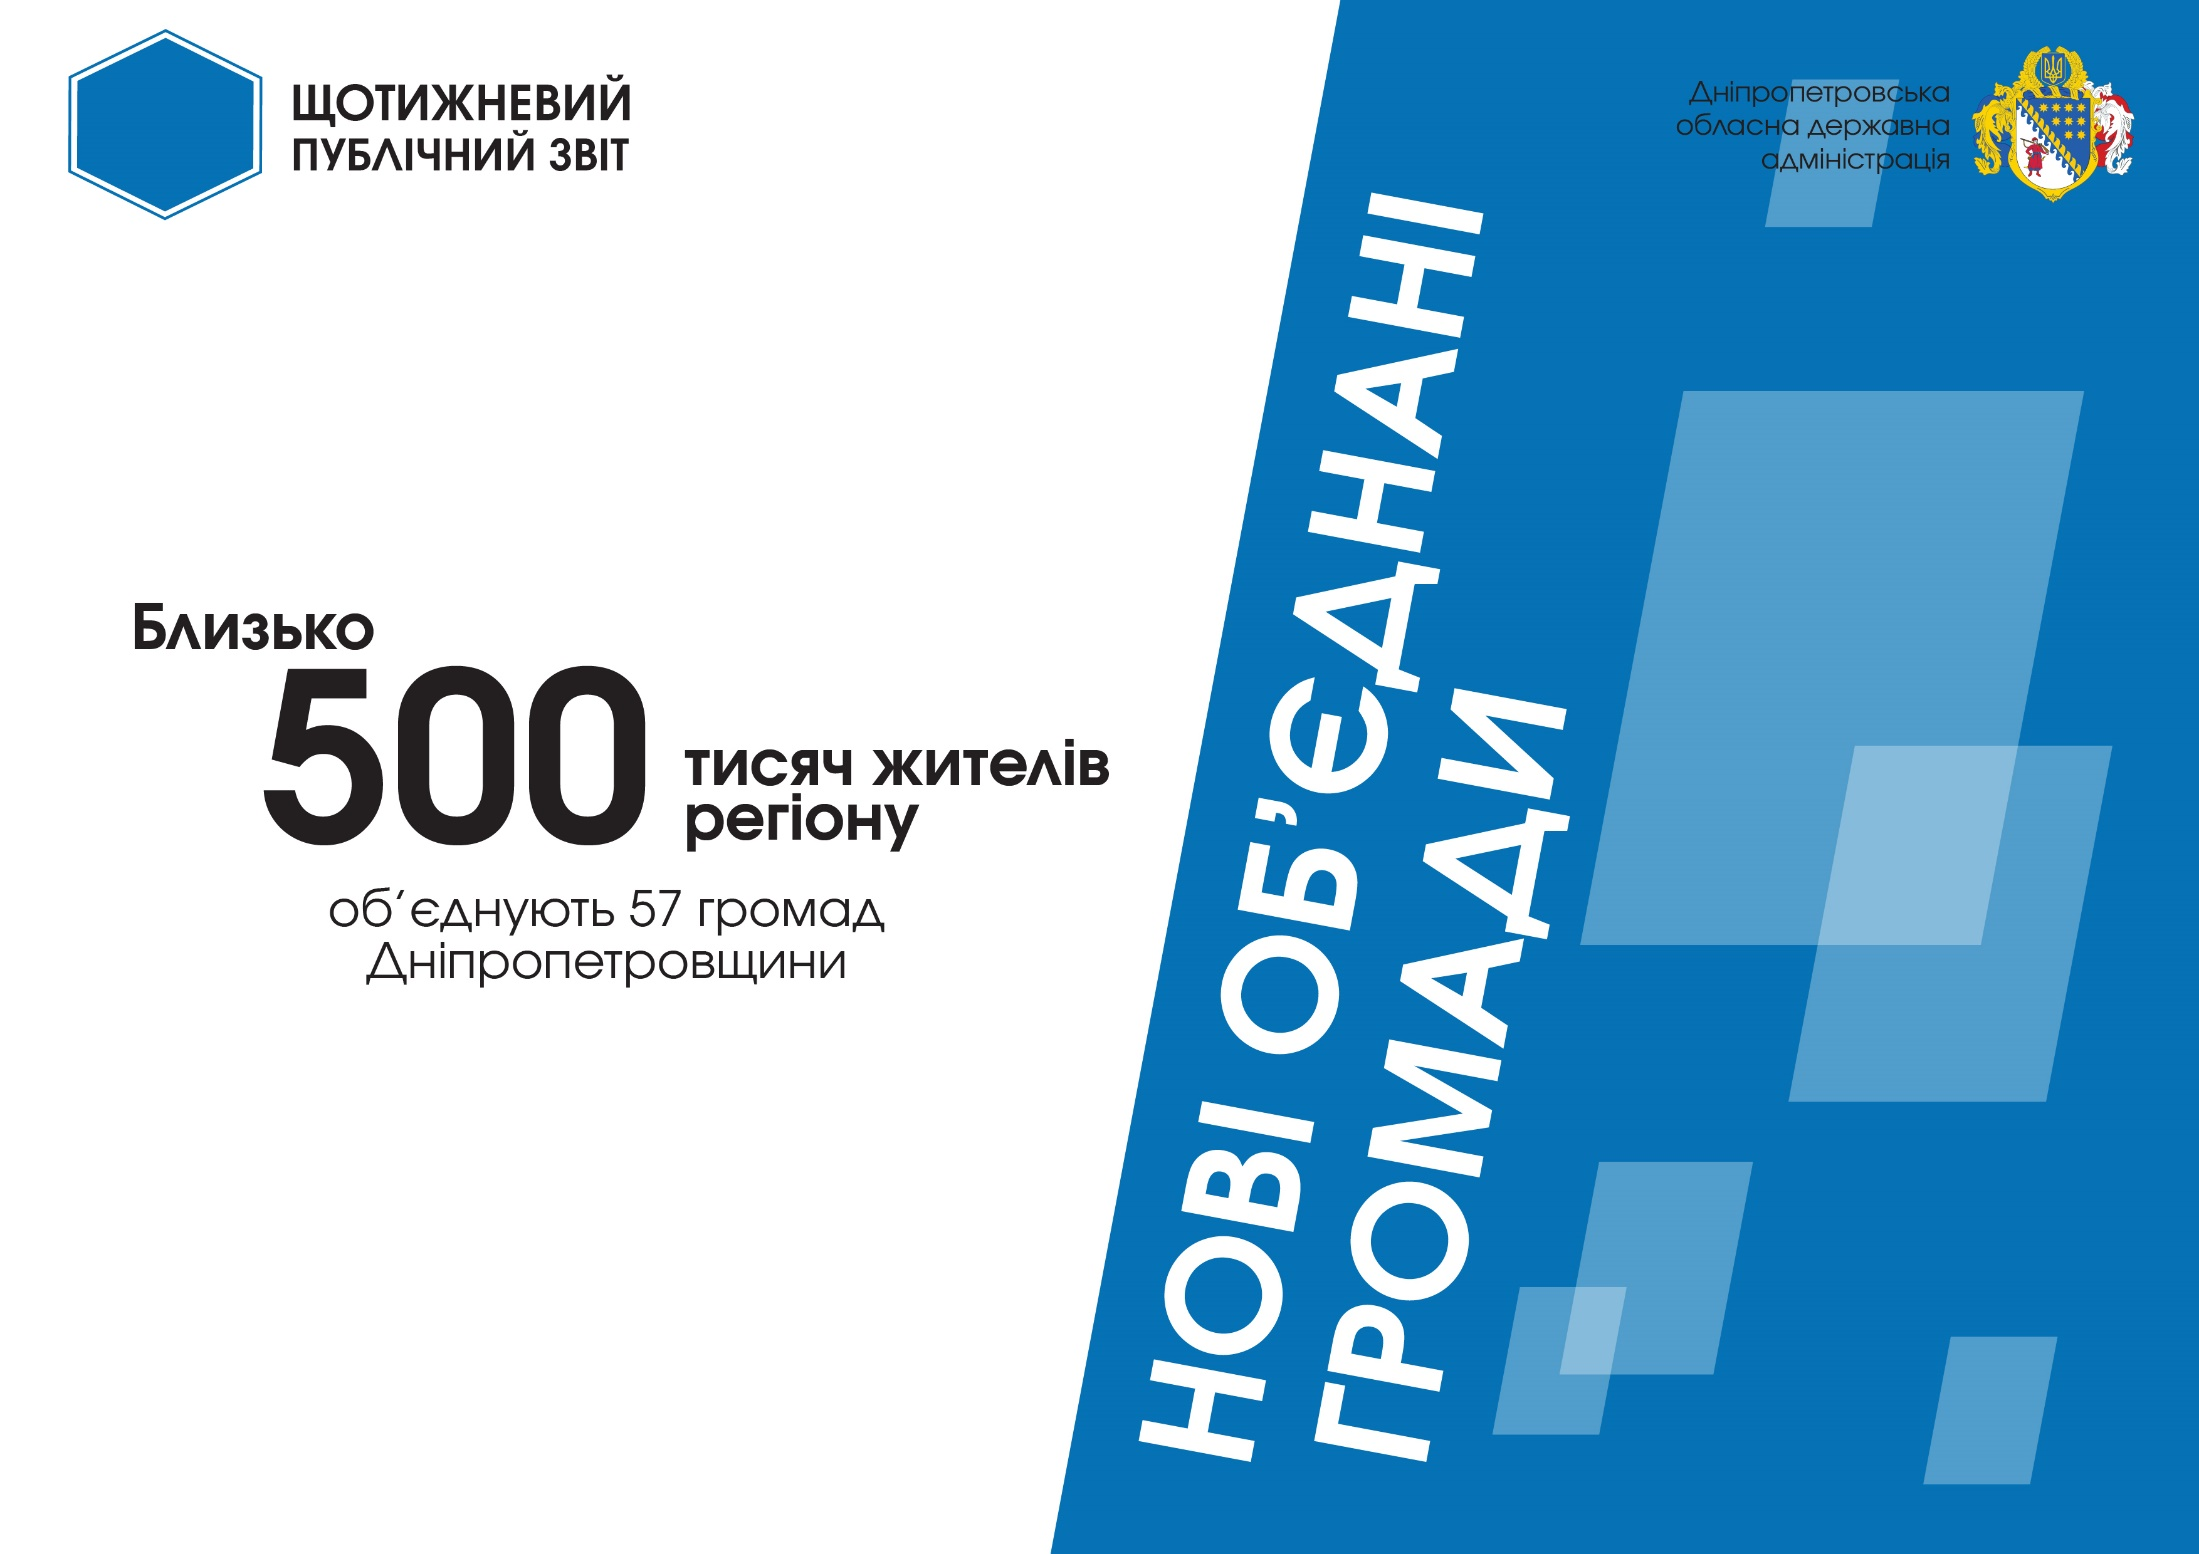 ЩОТИЖНЕВИЙ
ПУБЛІЧНИЙ ЗВІТ
Дніпропетровська
обласна державна
адміністрація
Близько
500
тисяч жителів
регіону
об‘єднують 57 громад
Дніпропетровщини
НОВІ ОБ’ЄДНАНІ
ГРОМАДИ